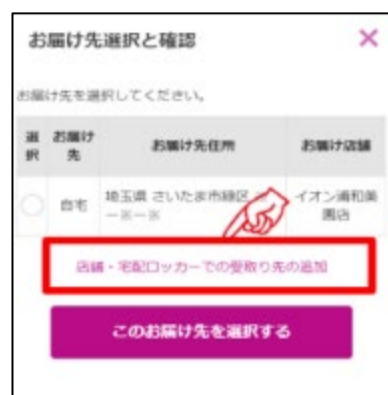 お届け先選択と確認
お届け先を選択してください。
選択 お届け先 お届け先住所 お届け店舗
自宅 埼玉県 さいたま市緑区 イオン浦和美園店
店舗・宅配ロッカーでの受取り先の追加
このお届け先を選択する